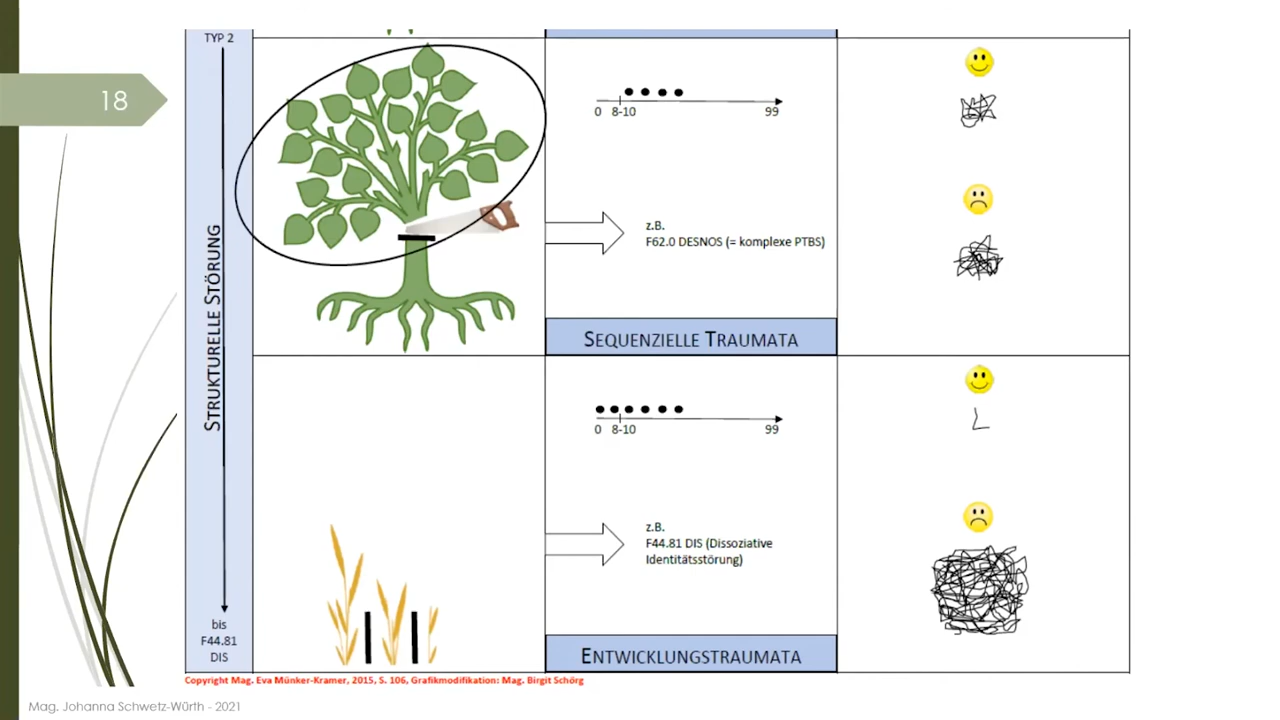 18
TYP 2
STRUKTURELLE STÖRUNG
bis
F44.81
DIS
0 8-10 99
z.B.
F62.0 DESNOS (= komplexe PTBS)
SEQUENZIELLE TRAUMATA
0 8-10 99
z.B.
F44.81 DIS (Dissoziative
Identitätsstörung)
ENTWICKLUNGSTRAUMATA
Copyright Mag. Eva Münker-Kramer, 2015, S. 106, Grafikmodifikation: Mag. Birgit Schörg
Mag. Johanna Schwetz-Würth - 2021